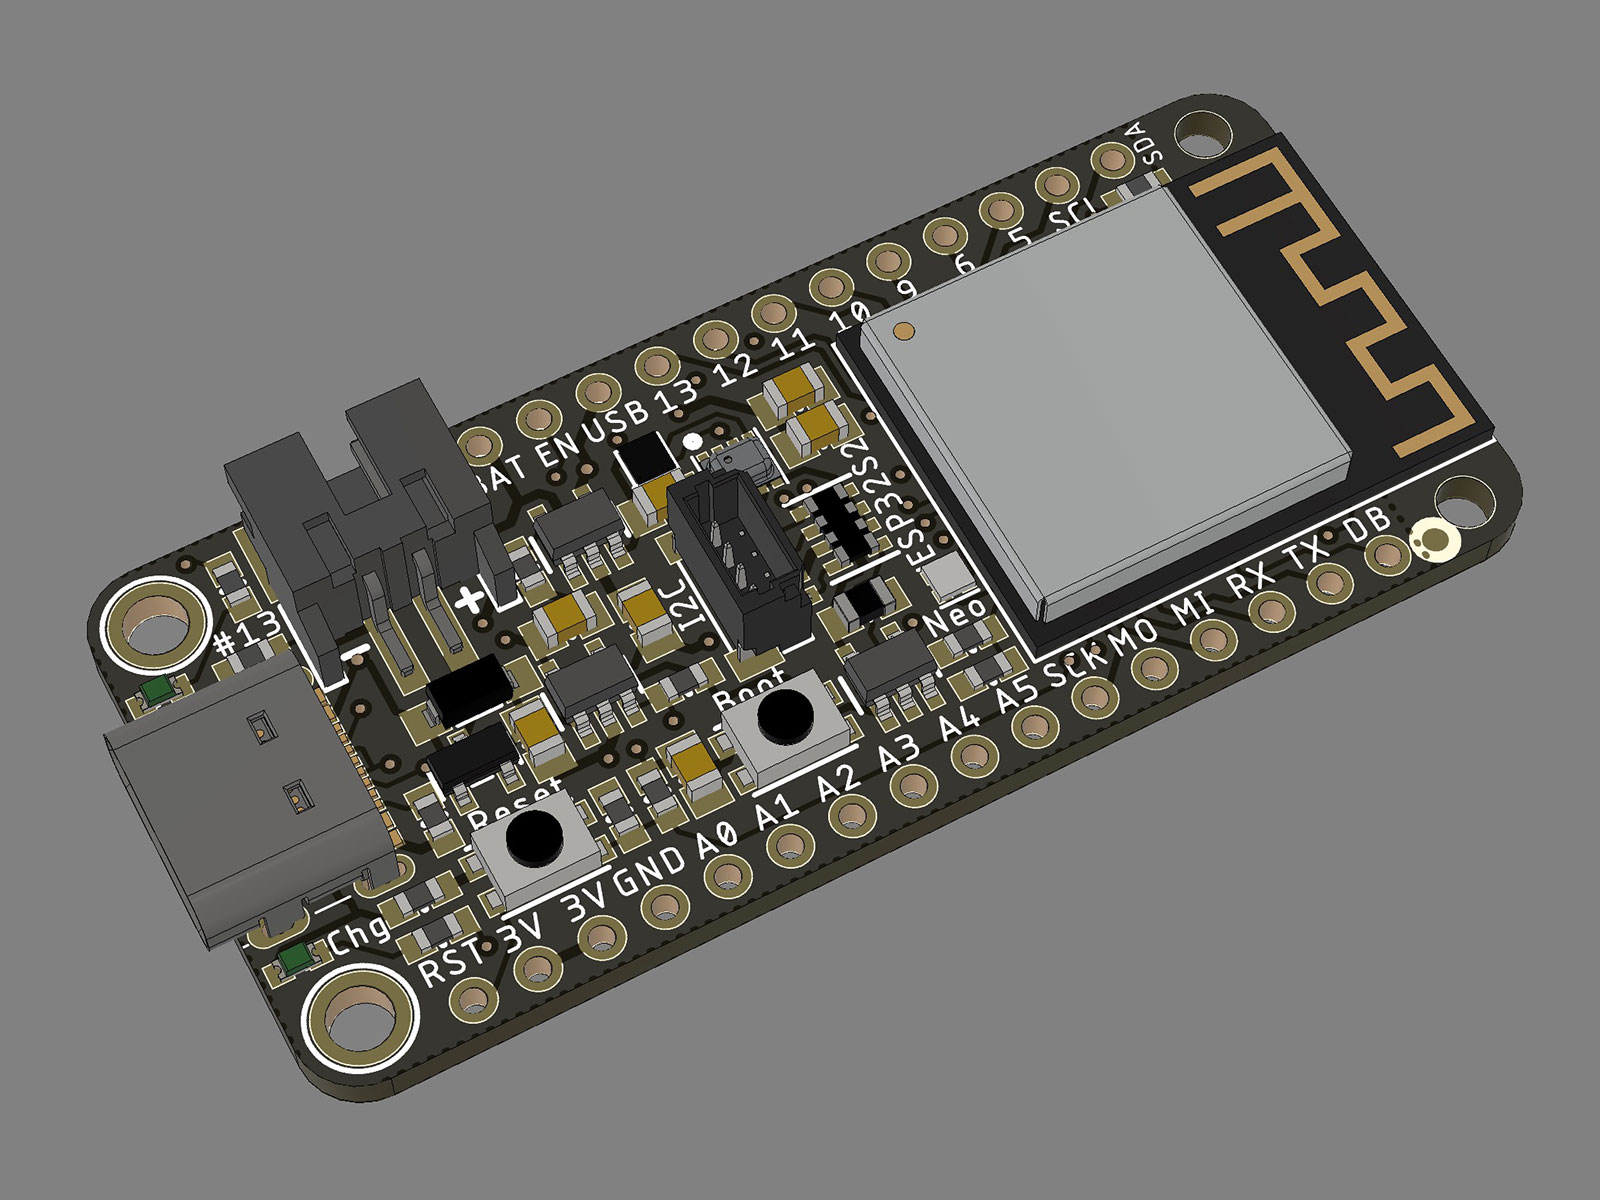 SDA
SCL
5
6
9
10
11
12
13
USB
EN
BAT
#13
+
I2C
ESP32S2
Neo
Boot
Reset
Chg
RST
3V
3V
GND
A0
A1
A2
A3
A4
A5
SCK
MO
MI
RX
TX
DB